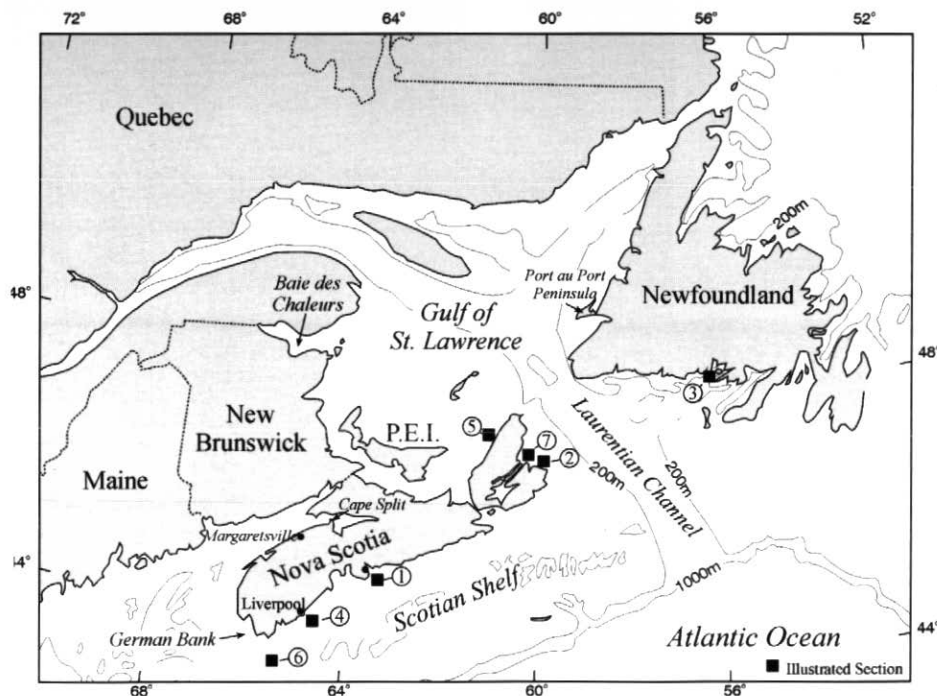 72° 68° 64° 60° 56° 52°
Quebec
200m
Port au Port
Peninsula
Newfoundland
48°
Baie des
Chaleurs
Gulf of
St. Lawrence
48°
③
New
Brunswick
P.E.I.
⑤
⑦
②
Laurentian Channel
200m
200m
Maine
Cape Split
Margaretsville
Nova Scotia
44°
①
Scotian Shelf
1000m
Liverpool
④
German Bank
⑥
Atlantic Ocean
44°
Illustrated Section
68° 64° 60° 56°